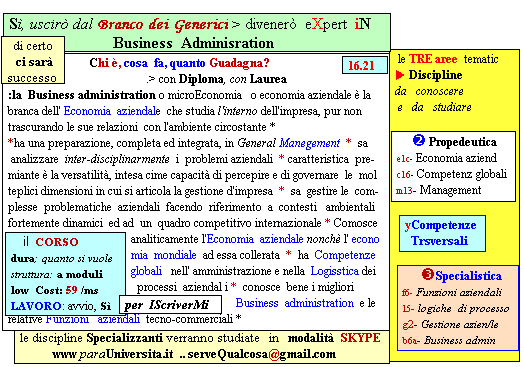 Si, uscirò dal Branco dei Generici > divenerò eXpert iN
Business Adminisration
di certo
ci sarà
successo
Chi è, cosa fa, quanto Guadagna?
> con Diploma, con Laurea
16.21
:la Business administration o microEconomia o economia aziendale è la
branca dell' Economia aziendale che studia l'interno dell'impresa, pur non
trascurando le sue relazioni con l'ambiente circostante *
*ha una preparazione, completa ed integrata, in General Manegement * sa
analizzare inter-disciplinarmente i problemi aziendali * caratteristica pre-
miante è la versatilità, intesa cime capacità di percepire e di governare le mol
teplici dimensioni in cui si articola la gestione d'impresa * sa gestire le com-
plesse problematiche aziendali facendo riferimento a contesti ambientali
fortemente dinamici ed ad un quadro competitivo internazionale * Comosce
analiticamente l'Economia aziendale nonchè l' econo
mia mondiale ad essa collerata * ha Competenze
globali nell' amministrazione e nella Logisstica dei
processi aziendal i * conosce bene i migliori
Business administration e le
relative Funzioni aziendali tecno-commerciali *
il CORSO
dura; quanto si vuole
struttura: a moduli
low Cost: 59 /ms
LAVORO: avvio, Sì
per IScriverMi
le discipline Specializzanti verranno studiate in modalità SKYPE
www.paraUniversita.it .. serveQualcosa@gmail.com
le TRE aree tematic
Discipline
da conoscere
e da studiare
2 Propedeutica
e1c- Economia aziend
c16- Competenz globali
m13- Management
yCompetenze
Trsversali
3Specialistica
f6- Funzioni aziendali
15- logiche di processo
g2- Gestione azien/le
b6a- Business admin